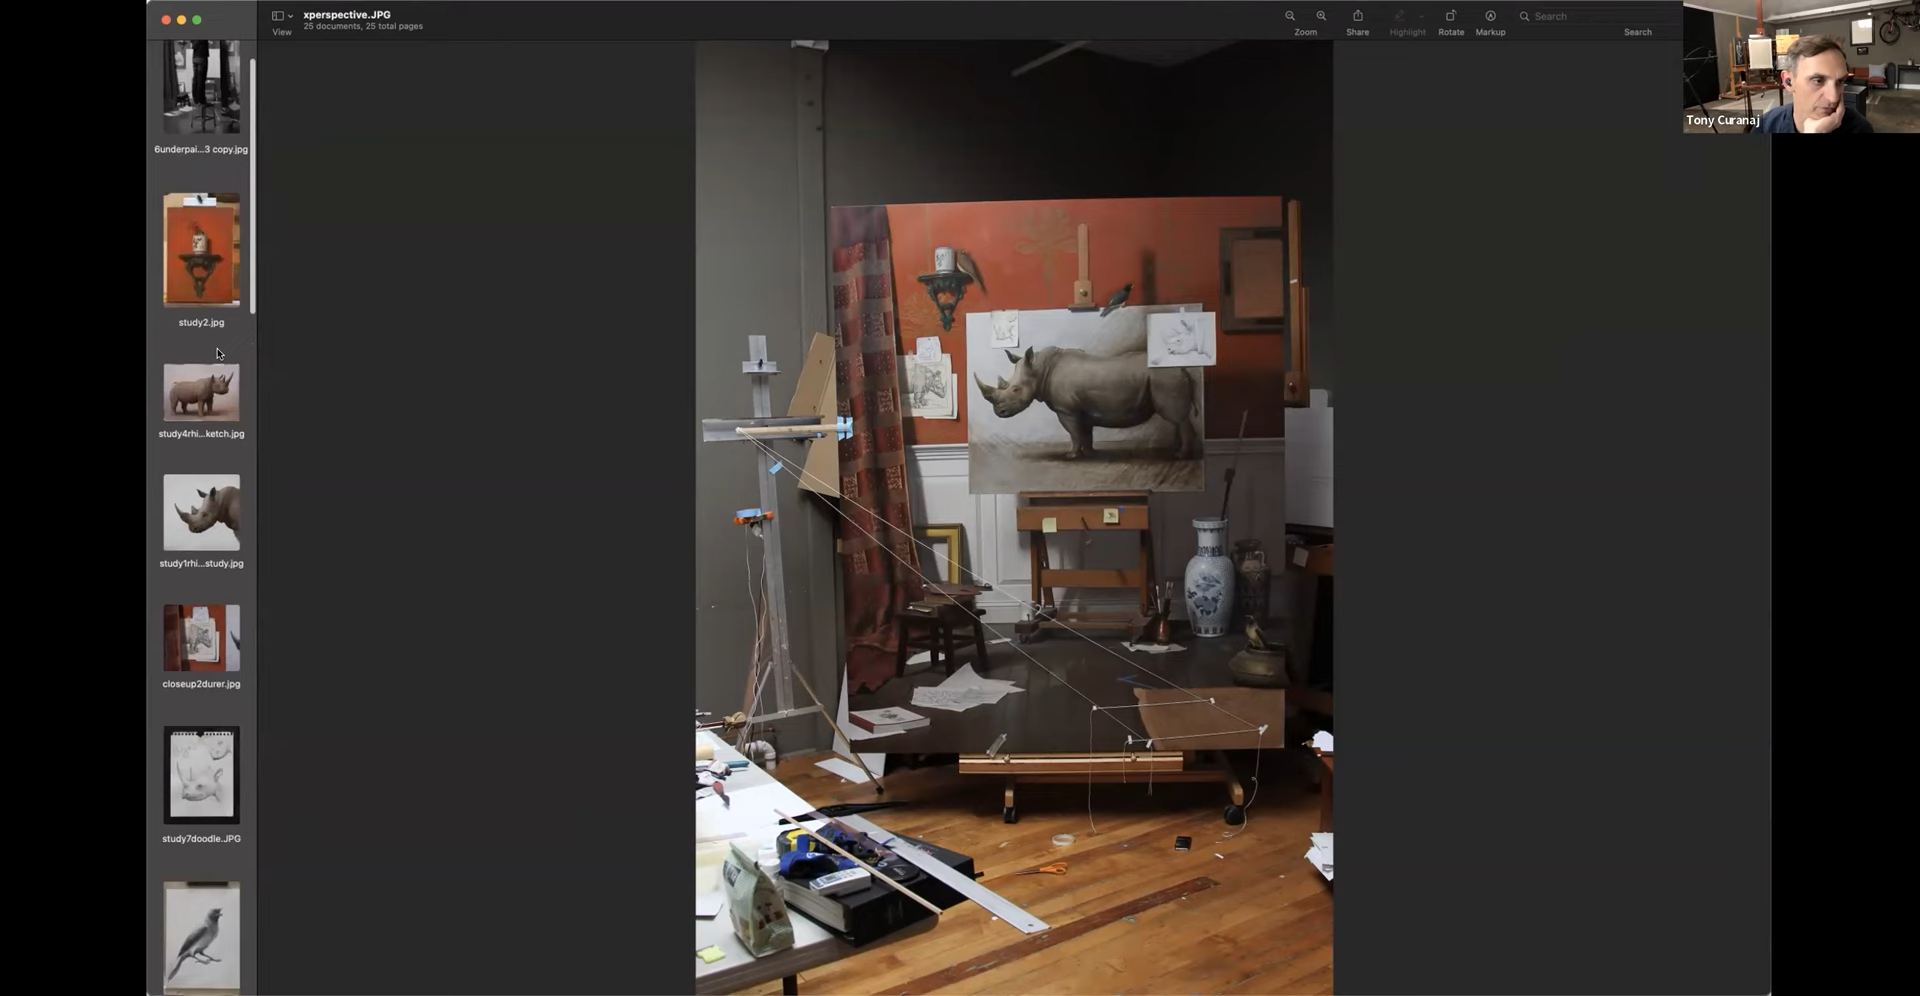 xperspective.JPG
25 documents, 25 total pages
View
Zoom
Share
Highlight
Rotate
Markup
Search
Search
Tony Curanaj
6underpai...3 copy.jpg
study2.jpg
study4rhi...ketch.jpg
study1rhi...study.jpg
closeup2durer.jpg
study7doodle.JPG